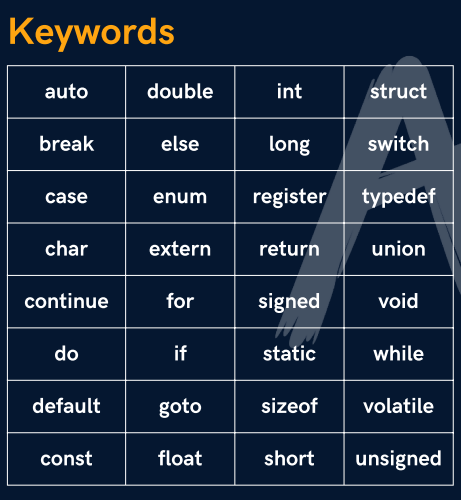 Keywords
auto double int struct
break else long switch
case enum register typedef
char extern return union
continue for signed void
do if static while
default goto sizeof volatile
const float short unsigned